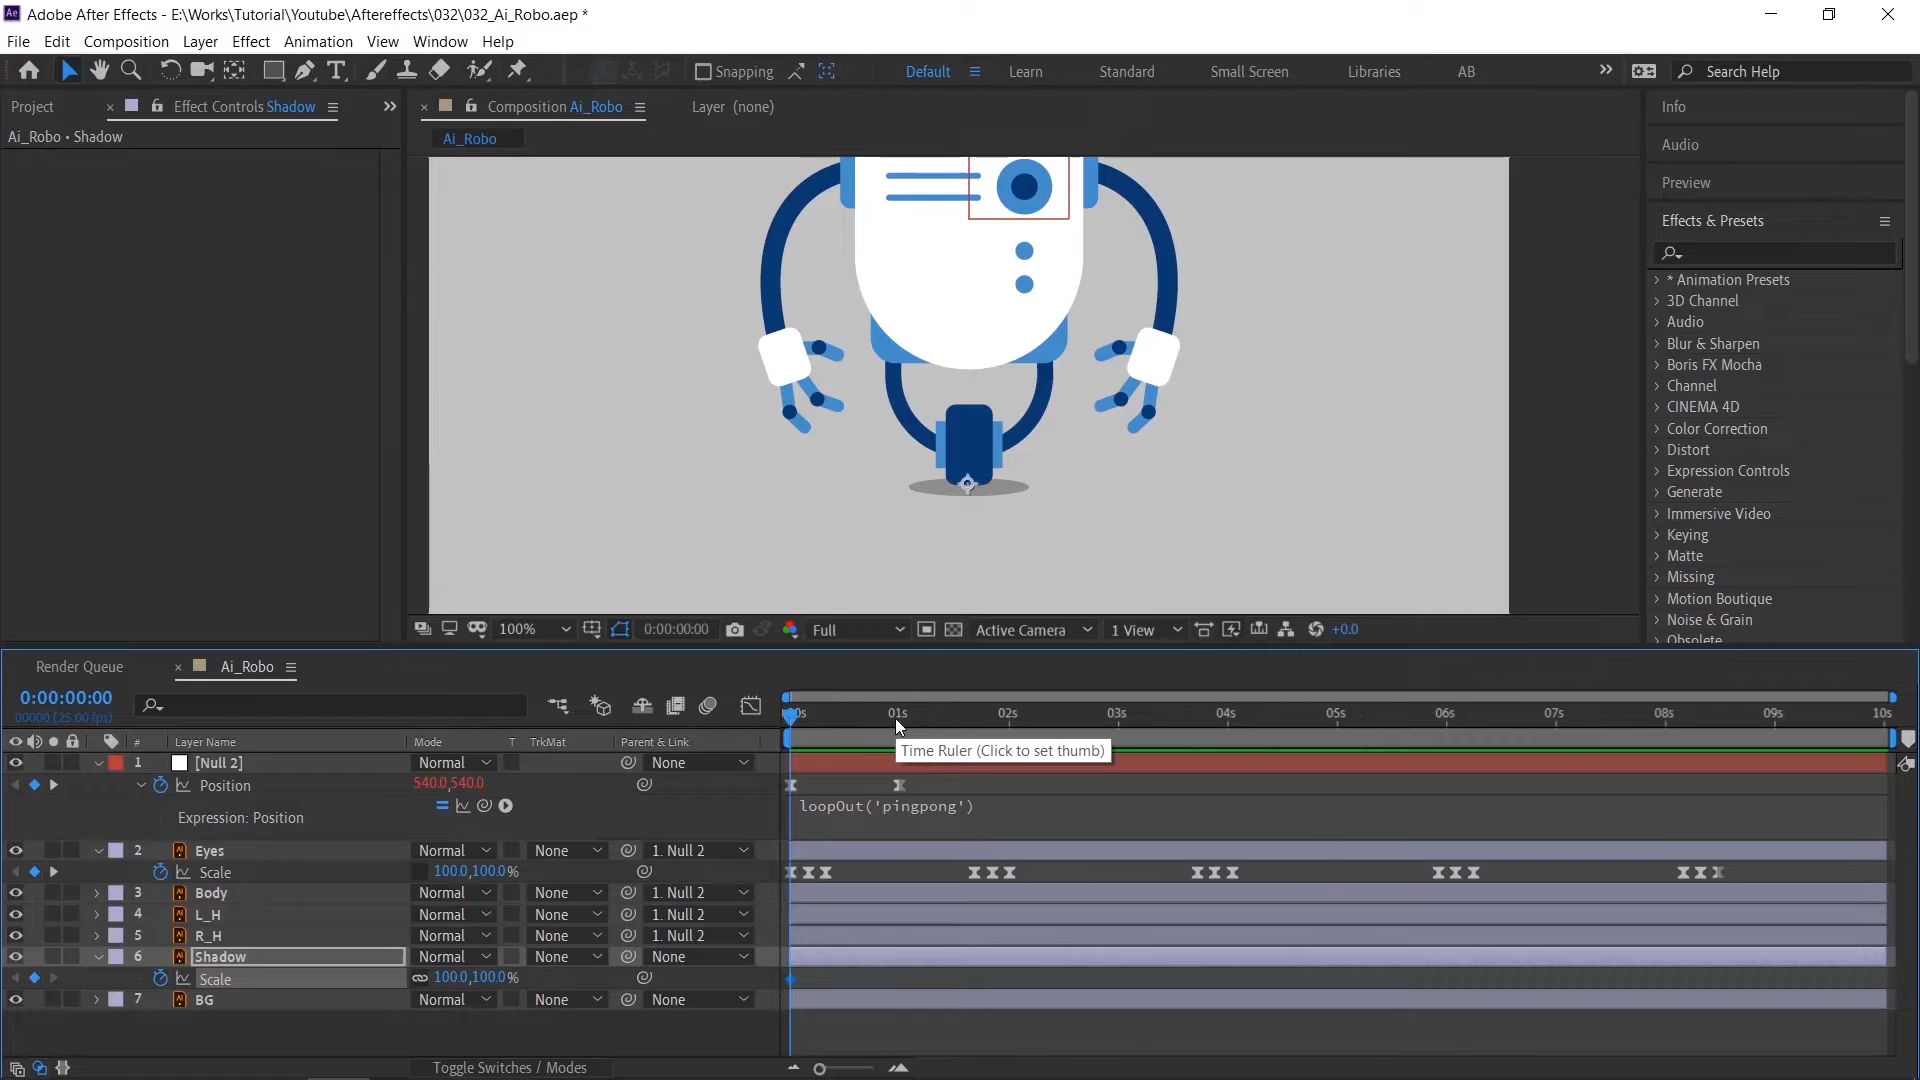 Adobe After Effects - E:\Works\Tutorial\Youtube\Aftereffects\032\032_Ai_Robo.aep *
File Edit Composition Layer Effect Animation View Window Help
Snapping Default Learn Standard Small Screen Libraries AB Search Help
Project Effect Controls Shadow Composition Ai_Robo Layer (none) Info
Ai_Robo • Shadow Ai_Robo
Audio
Preview
Effects & Presets
* Animation Presets
3D Channel
Audio
Blur & Sharpen
Boris FX Mocha
Channel
CINEMA 4D
Color Correction
Distort
Expression Controls
Generate
Immersive Video
Keying
Matte
Missing
Motion Boutique
Noise & Grain
Obsolete
100% 0:00:00:00 Full Active Camera 1 View +0.0
Render Queue Ai_Robo
0:00:00:00
00000 (25.00 fps)
01s 02s 03s 04s 05s 06s 07s 08s 09s 10s
# Layer Name Mode T TrkMat Parent & Link
Time Ruler (Click to set thumb)
1 [Null 2] Normal None
Position 540.0,540.0
loopOut('pingpong')
Expression: Position
2 Eyes Normal None 1. Null 2
Scale 100.0,100.0%
3 Body Normal None 1. Null 2
4 L_H Normal None 1. Null 2
5 R_H Normal None 1. Null 2
6 Shadow Normal None None
Scale 100.0,100.0%
7 BG Normal None None
Toggle Switches / Modes